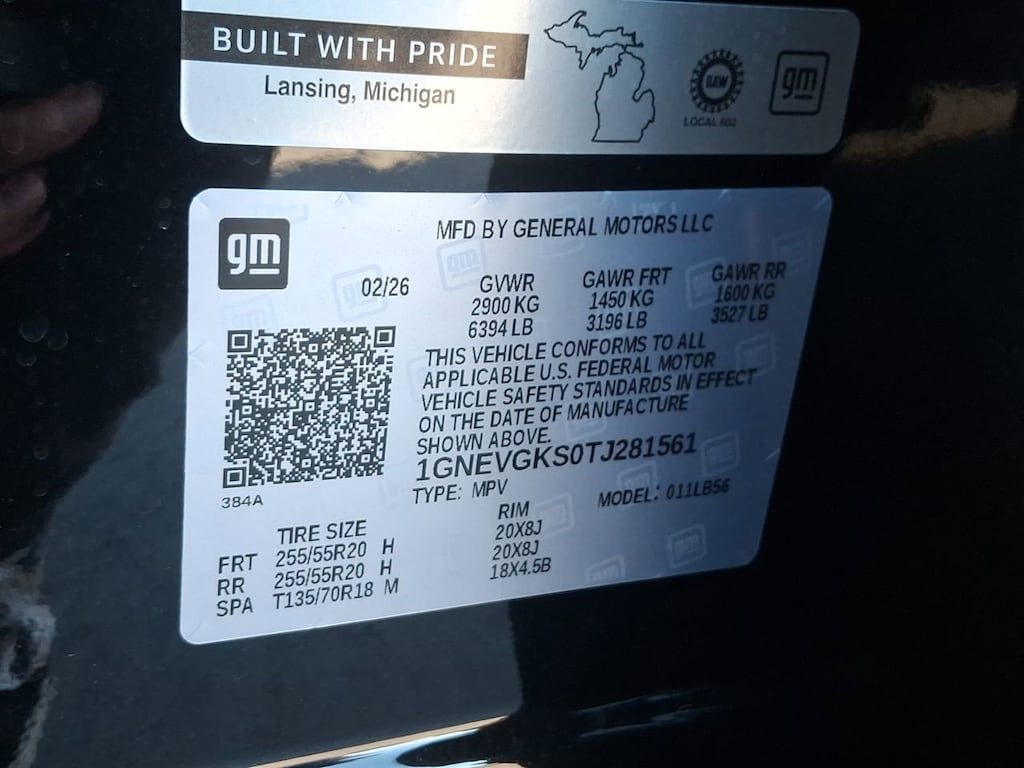 BUILT WITH PRIDE
Lansing, Michigan
UAW
LOCAL 602
gm
gm
MFD BY GENERAL MOTORS LLC
02/26
GVWR GAWR FRT GAWR RR
2900 KG 1450 KG 1600 KG
6394 LB 3196 LB 3527 LB
THIS VEHICLE CONFORMS TO ALL
APPLICABLE U.S. FEDERAL MOTOR
VEHICLE SAFETY STANDARDS IN EFFECT
ON THE DATE OF MANUFACTURE
SHOWN ABOVE.
1GNEVGKS0TJ281561
384A
TYPE: MPV MODEL: 011LB56
TIRE SIZE RIM
FRT 255/55R20 H 20X8J
RR 255/55R20 H 20X8J
SPA T135/70R18 M 18X4.5B